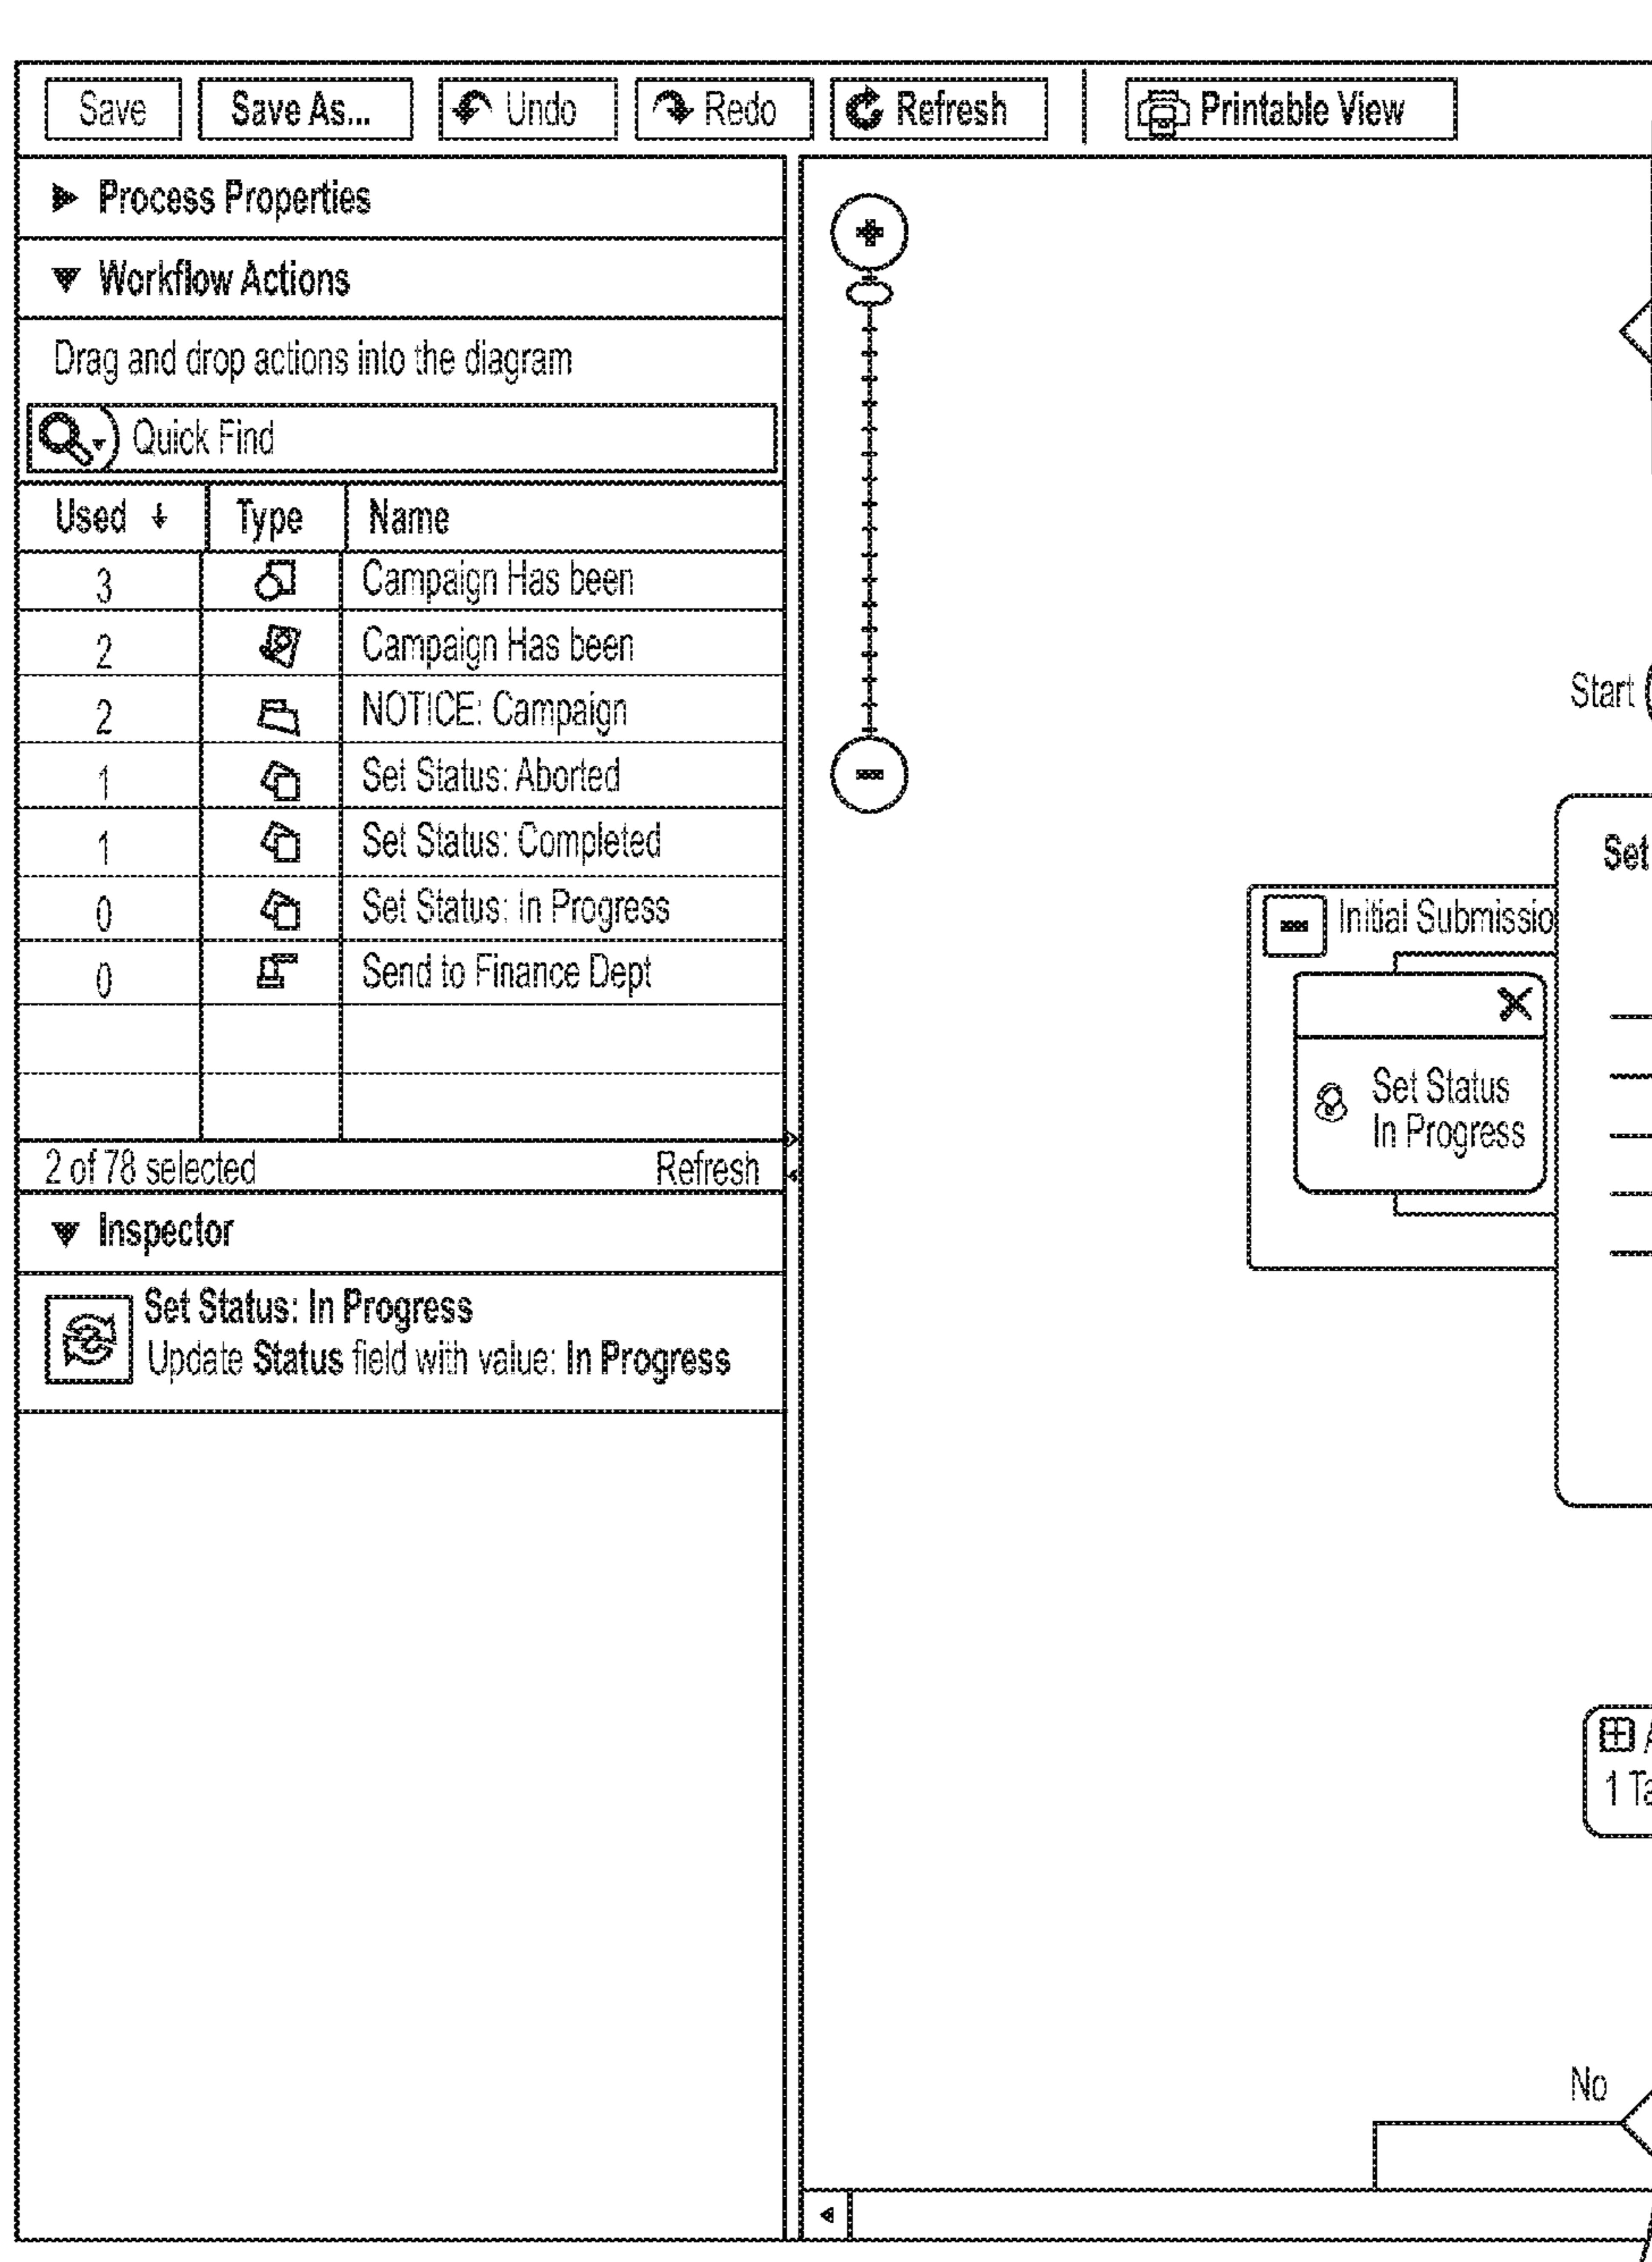 Save Save As... Undo Redo Refresh Printable View
Process Properties
Workflow Actions
Drag and drop actions into the diagram
Quick Find
Used Type Name
3 Campaign Has been
2 Campaign Has been
2 NOTICE: Campaign
1 Set Status: Aborted
1 Set Status: Completed
0 Set Status: In Progress
0 Send to Finance Dept
2 of 78 selected Refresh
Inspector
Set Status: In Progress
Update Status field with value: In Progress
Start
Set
Initial Submissio
Set Status
In Progress
A
1 Ta
No